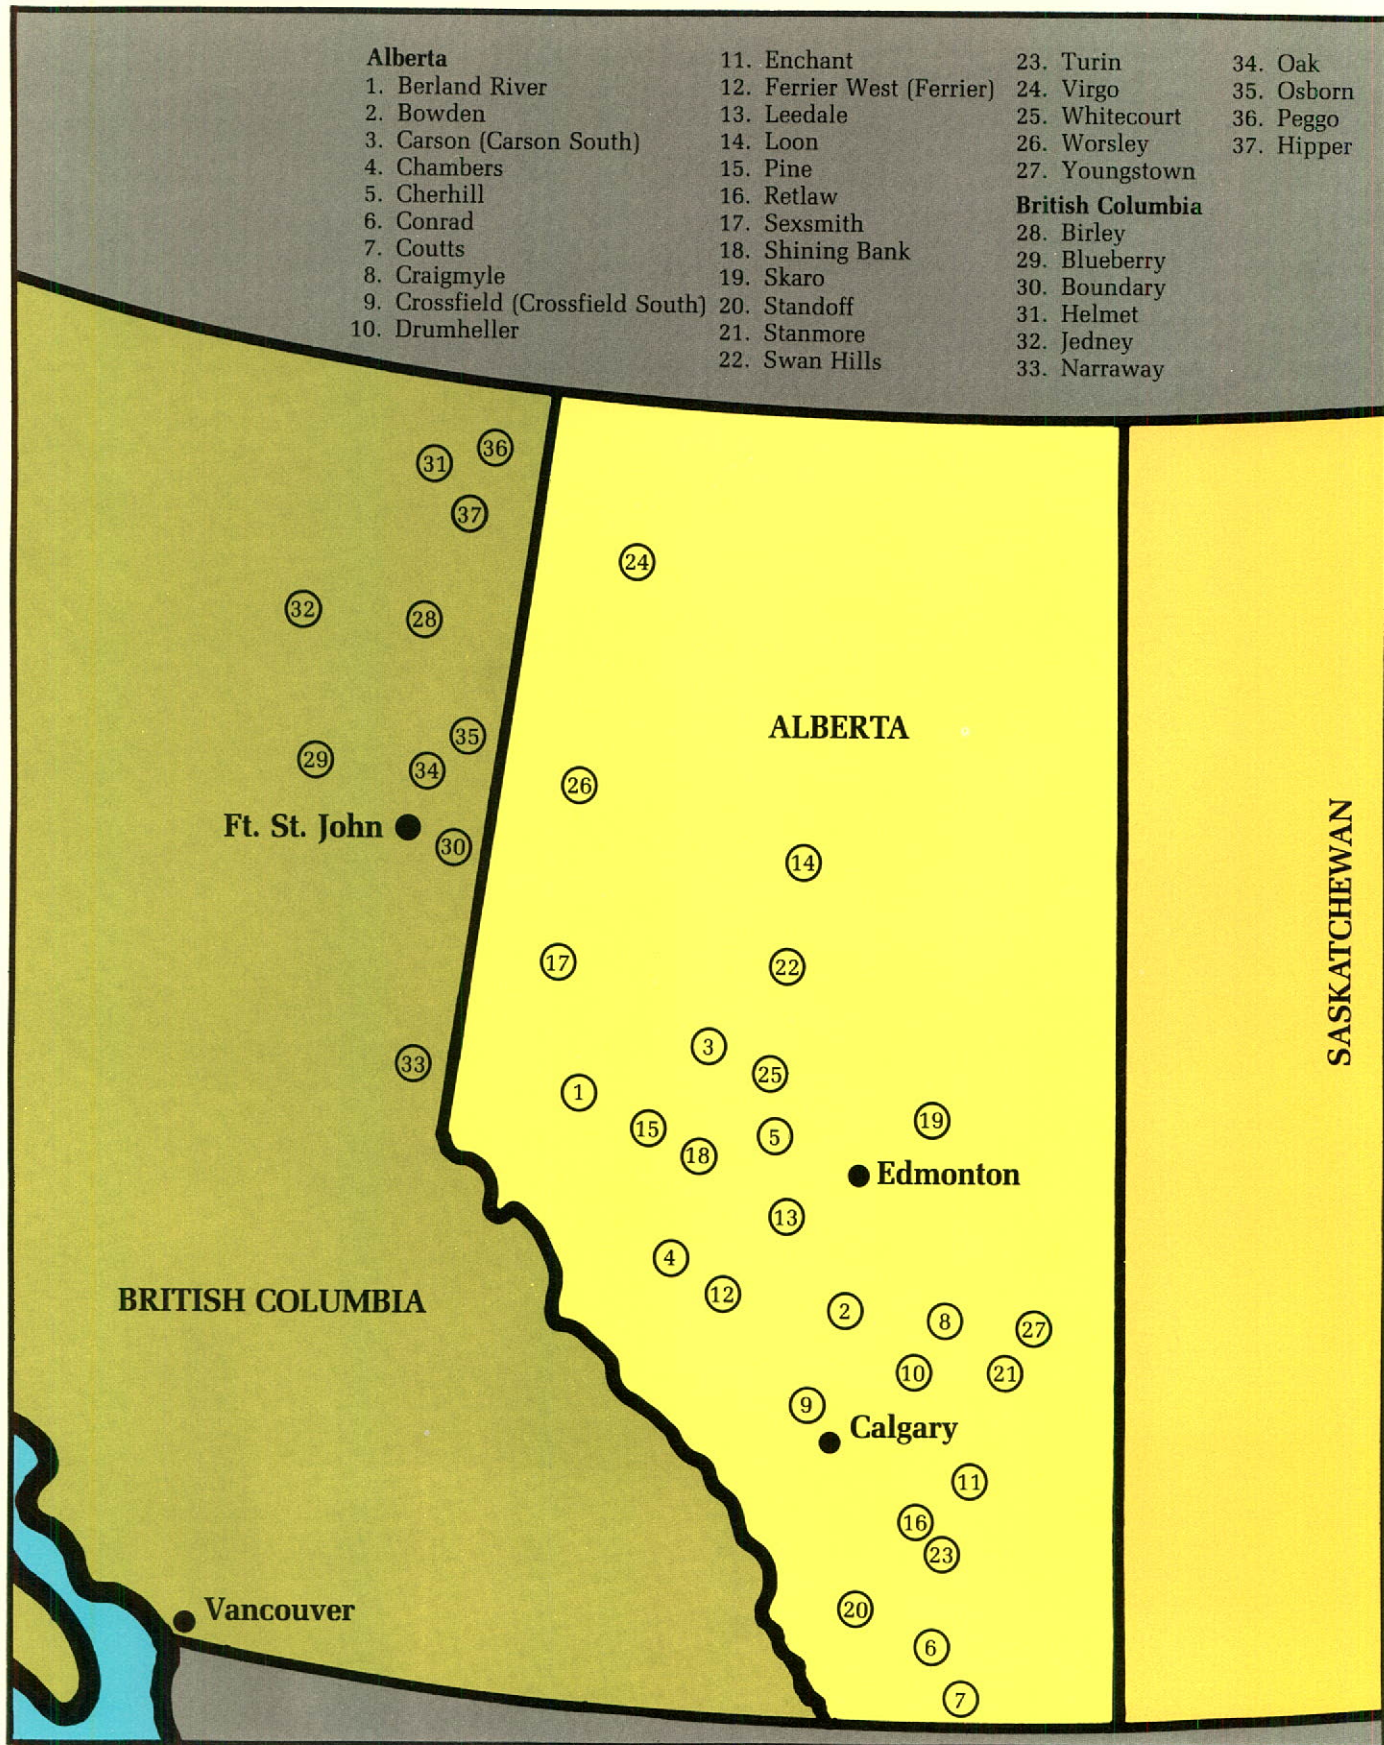 Alberta
1. Berland River
2. Bowden
3. Carson (Carson South)
4. Chambers
5. Cherhill
6. Conrad
7. Coutts
8. Craigmyle
9. Crossfield (Crossfield South)
10. Drumheller
11. Enchant
12. Ferrier West (Ferrier)
13. Leedale
14. Loon
15. Pine
16. Retlaw
17. Sexsmith
18. Shining Bank
19. Skaro
20. Standoff
21. Stanmore
22. Swan Hills
23. Turin
24. Virgo
25. Whitecourt
26. Worsley
27. Youngstown
British Columbia
28. Birley
29. Blueberry
30. Boundary
31. Helmet
32. Jedney
33. Narraway
34. Oak
35. Osborn
36. Peggo
37. Hipper
36
31
37
24
32
28
ALBERTA
35
29
34
26
Ft. St. John
30
14
SASKATCHEWAN
17
22
3
33
25
1
19
15
5
18
Edmonton
13
4
12
BRITISH COLUMBIA
2
8
27
10
21
9
Calgary
11
16
23
20
Vancouver
6
7